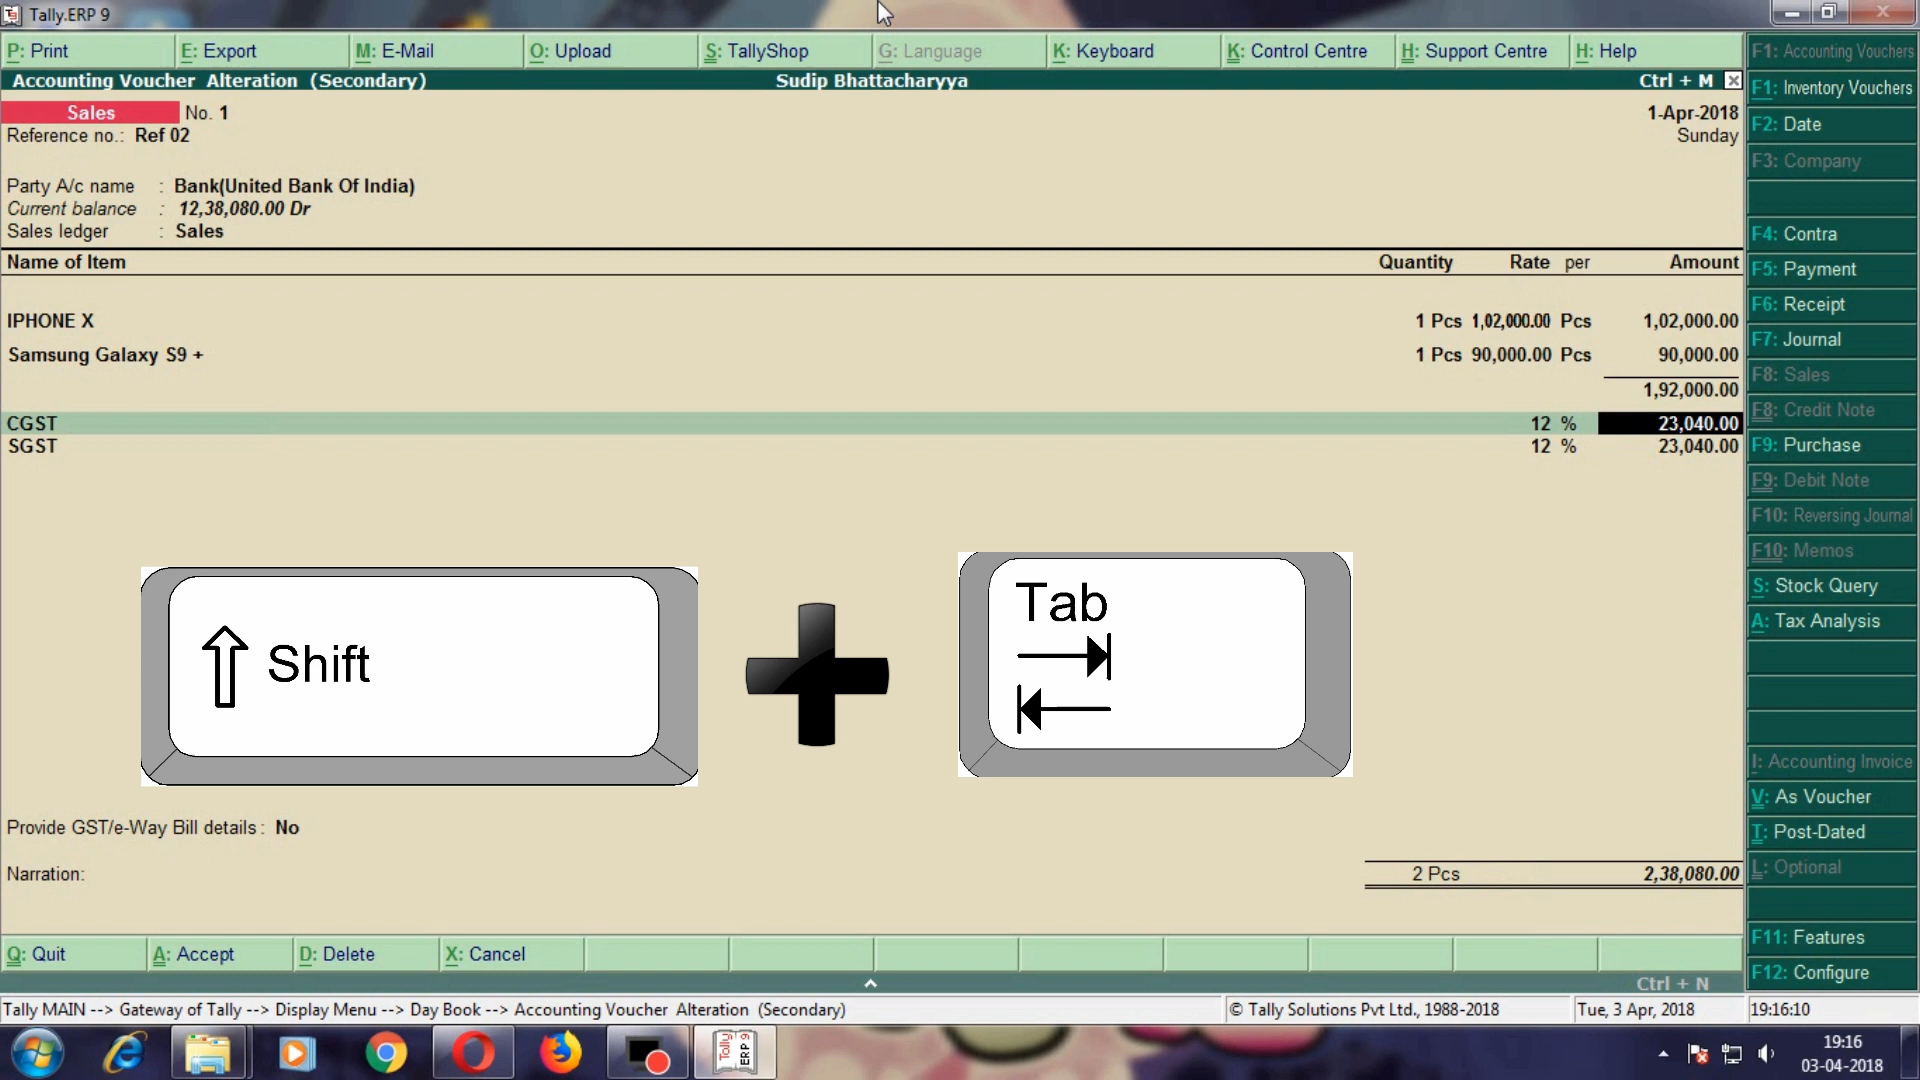 Tally.ERP 9
P: Print E: Export M: E-Mail O: Upload S: TallyShop G: Language K: Keyboard K: Control Centre H: Support Centre H: Help
Accounting Voucher Alteration (Secondary) Sudip Bhattacharyya Ctrl + M
Sales No. 1 1-Apr-2018
Reference no.: Ref 02 Sunday
Party A/c name : Bank(United Bank Of India)
Current balance : 12,38,080.00 Dr
Sales ledger : Sales
Name of Item Quantity Rate per Amount
IPHONE X 1 Pcs 1,02,000.00 Pcs 1,02,000.00
Samsung Galaxy S9 + 1 Pcs 90,000.00 Pcs 90,000.00
1,92,000.00
CGST 12 % 23,040.00
SGST 12 % 23,040.00
Shift
Tab
Provide GST/e-Way Bill details : No
Narration: 2 Pcs 2,38,080.00
Q: Quit A: Accept D: Delete X: Cancel
Ctrl + N
F1: Accounting Vouchers
F1: Inventory Vouchers
F2: Date
F3: Company
F4: Contra
F5: Payment
F6: Receipt
F7: Journal
F8: Sales
F8: Credit Note
F9: Purchase
F9: Debit Note
F10: Reversing Journal
F10: Memos
S: Stock Query
A: Tax Analysis
I: Accounting Invoice
V: As Voucher
T: Post-Dated
L: Optional
F11: Features
F12: Configure
Tally MAIN --> Gateway of Tally --> Display Menu --> Day Book --> Accounting Voucher Alteration (Secondary) © Tally Solutions Pvt Ltd., 1988-2018 Tue, 3 Apr, 2018 19:16:10
Tally ERP 9
19:16
03-04-2018